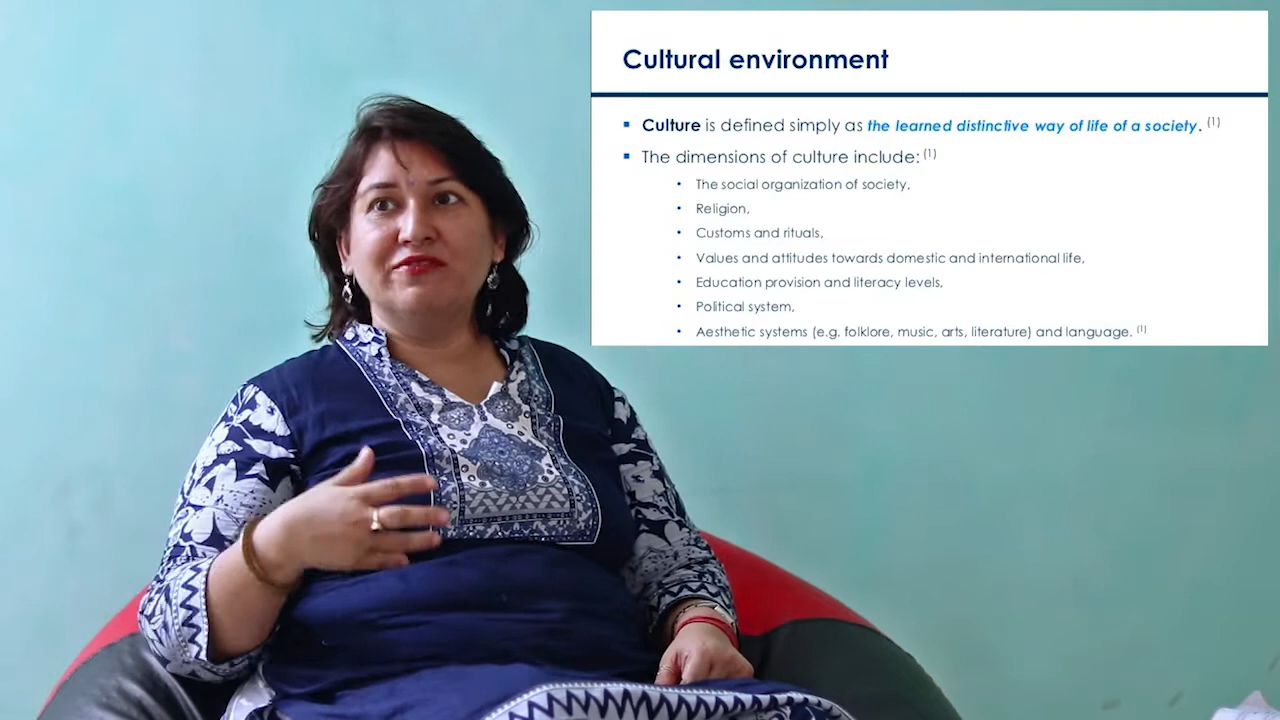 Cultural environment
▪ Culture is defined simply as the learned distinctive way of life of a society. (1)
▪ The dimensions of culture include: (1)
• The social organization of society,
• Religion,
• Customs and rituals,
• Values and attitudes towards domestic and international life,
• Education provision and literacy levels,
• Political system,
• Aesthetic systems (e.g. folklore, music, arts, literature) and language. (1)